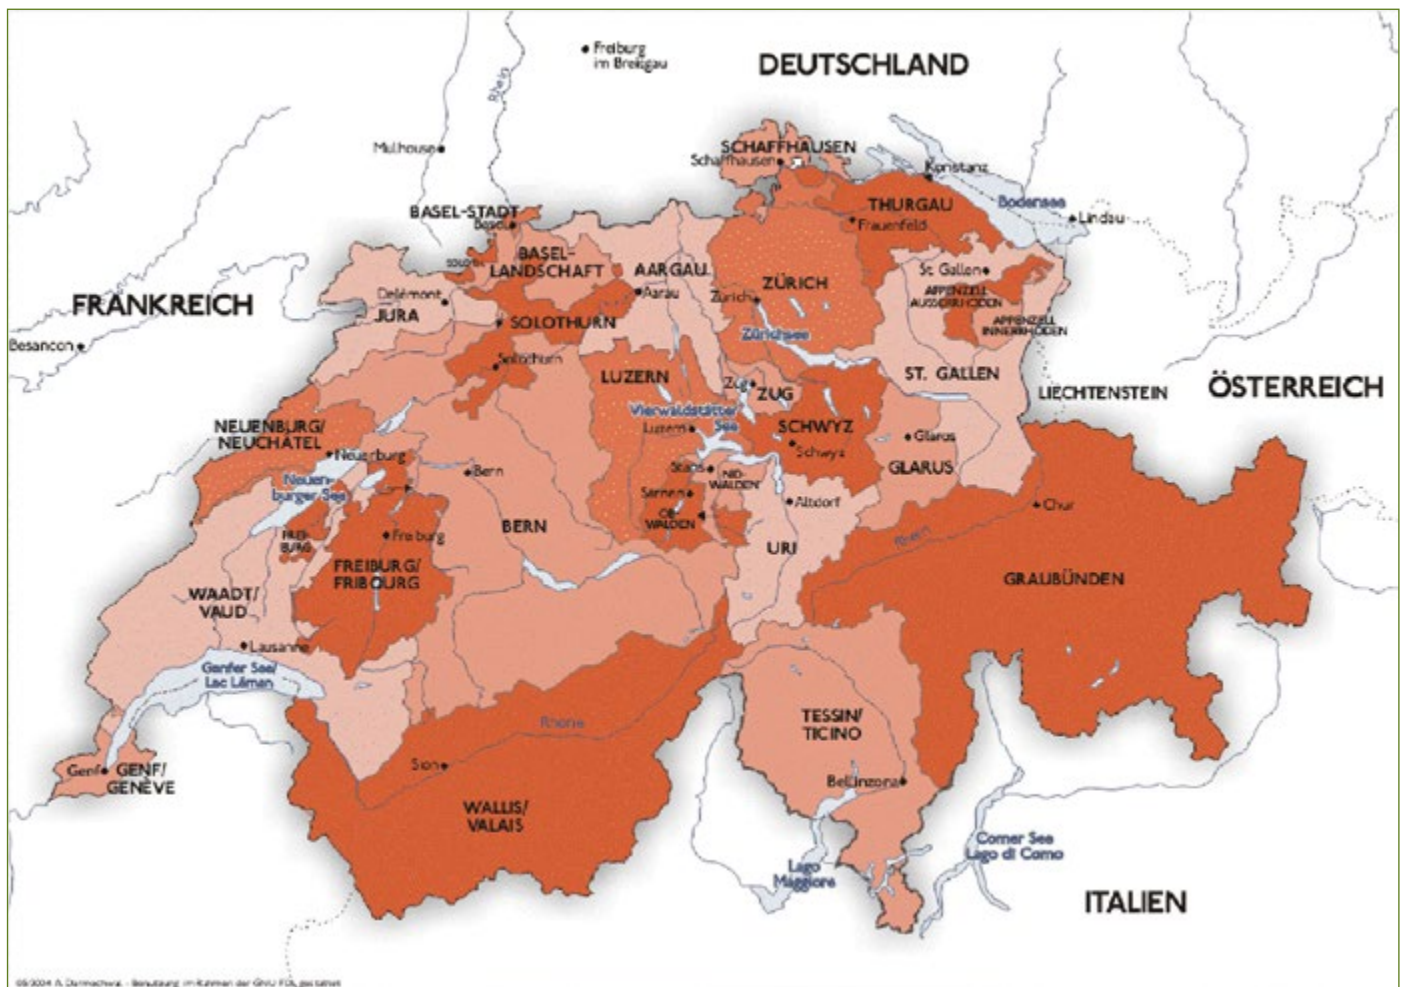 Freiburg
im Breisgau
DEUTSCHLAND
Rhein
Mulhouse
SCHAFFHAUSEN
Schaffhausen
Konstanz
Bodensee
Lindau
THURGAU
Frauenfeld
BASEL-STADT
Basel
BASEL-
LANDSCHAFT
AARGAU
Aarau
ZÜRICH
Zürich
Zürichsee
St. Gallen
APPENZELL
AUSSERRHODEN
APPENZELL
INNERRHODEN
FRANKREICH
Besancon
Delémont
JURA
SOLOTHURN
Solothurn
LUZERN
Vierwaldstätter
See
Luzern
Zug
ZUG
SCHWYZ
Schwyz
ST. GALLEN
LIECHTENSTEIN
ÖSTERREICH
Glarus
GLARUS
NEUENBURG/
NEUCHÂTEL
Neuenburg
Neuen-
burger See
Bern
BERN
Stans
NID-
WALDEN
Sarnen
OB-
WALDEN
Altdorf
URI
Chur
Rhein
GRAUBÜNDEN
FREI-
BURG
Freiburg
FREIBURG/
FRIBOURG
WAADT/
VAUD
Lausanne
Genfer See/
Lac Léman
Genf
GENF/
GENÈVE
Rhone
Sion
WALLIS/
VALAIS
TESSIN/
TICINO
Bellinzona
Lago
Maggiore
Comer See
Lago di Como
ITALIEN